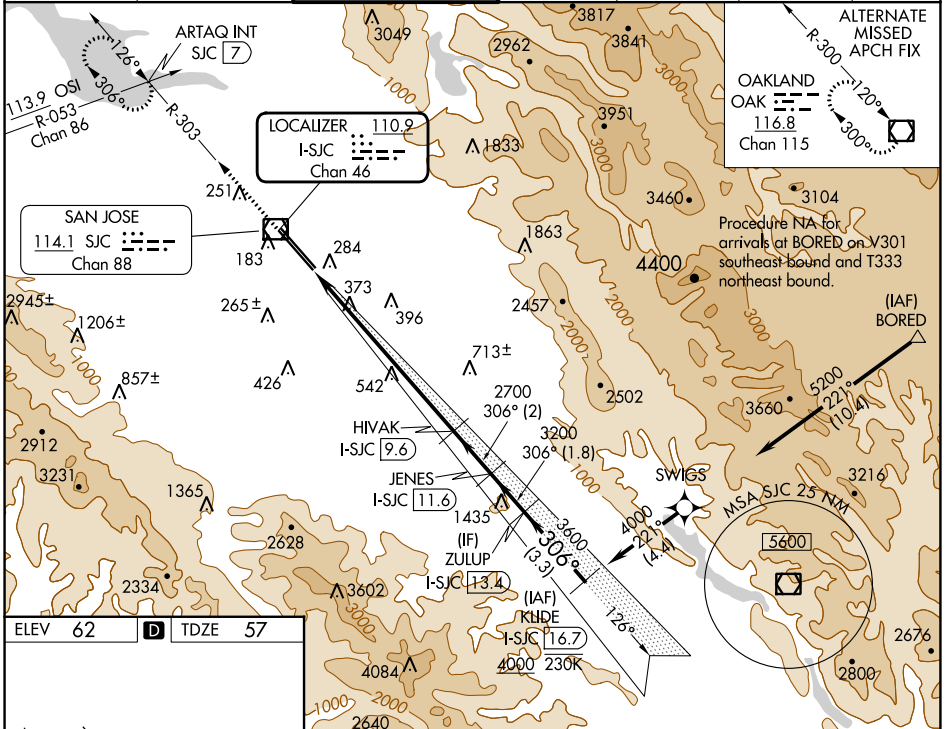 3049
3817
2962
3841
ALTERNATE
MISSED
APCH FIX
ARTAQ INT
SJC 7
126°
306°
113.9 OSI
R-053
Chan 86
R-303
R-300
OAKLAND
OAK
116.8
Chan 115
120°
300°
LOCALIZER 110.9
I-SJC
Chan 46
1000
3951
3000
1833
251
3460
3104
SAN JOSE
114.1 SJC
Chan 88
183
284
1863
Procedure NA for
arrivals at BORED on V301
southeast bound and T333
northeast bound.
4400
3000
2945±
1206±
265±
373
396
2457
2000
(IAF)
BORED
1000
857±
426
542
713±
2502
3660
5200
221°
(10.4)
2700
306° (2)
2912
HIVAK
I-SJC 9.6
3200
306° (1.8)
3231
JENES
I-SJC 11.6
1000
SWIGS
3216
1365
1435
4000
221°
(4.4)
MSA SJC 25 NM
5600
2628
(IF)
ZULUP
I-SJC 13.4
3600
306°
(3.3)
2334
3602
3000
(IAF)
KLIDE
I-SJC 16.7
4000 230K
126°
ELEV 62
D
TDZE 57
4084
2676
2800
1000
2000
2640